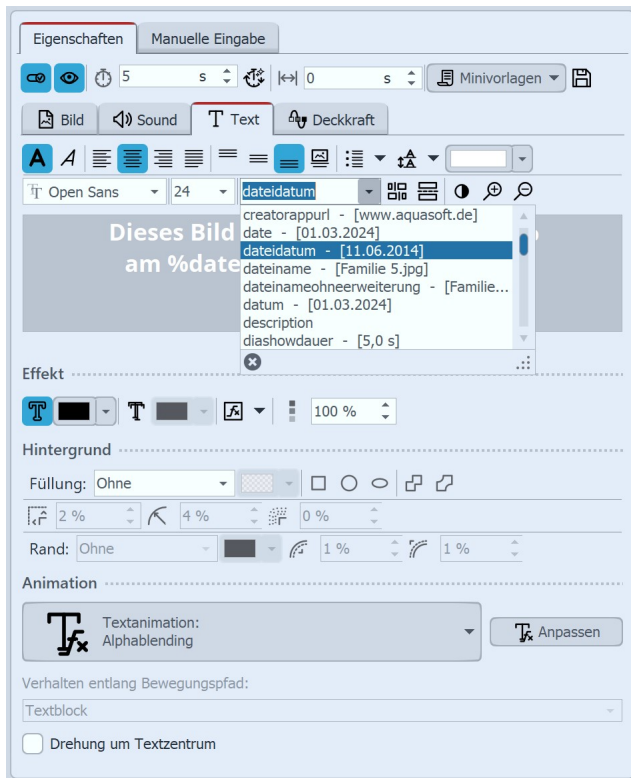 Eigenschaften Manuelle Eingabe
5 s 0 s Minivorlagen
Bild Sound Text Deckkraft
A A
Open Sans 24 dateidatum
Dieses Bild
am %date
creatorappurl - [www.aquasoft.de]
date - [01.03.2024]
dateidatum - [11.06.2014]
dateiname - [Familie 5.jpg]
dateinameohneerweiterung - [Familie...
datum - [01.03.2024]
description
diashowdauer - [5,0 s]
Effekt
100 %
Hintergrund
Füllung: Ohne
2 % 4 % 0 %
Rand: Ohne 1 % 1 %
Animation
Textanimation:
Alphablending
Anpassen
Verhalten entlang Bewegungspfad:
Textblock
Drehung um Textzentrum